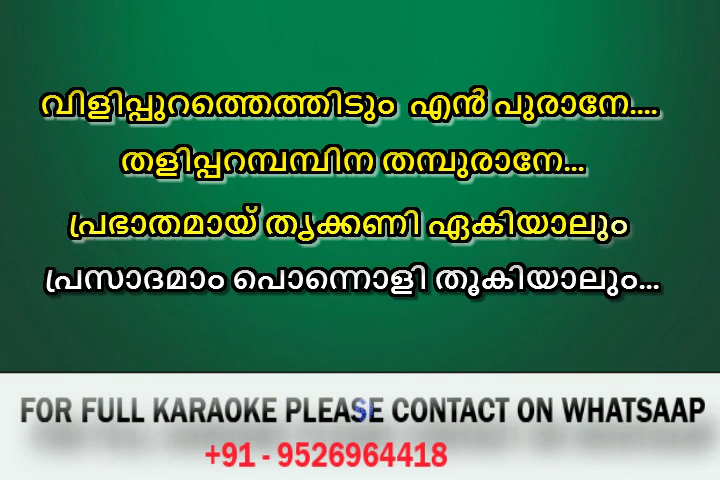 വിളിപ്പുറത്തെത്തിടും എൻ പുരാനേ....
തളിപ്പറമ്പമ്പിന തമ്പുരാനേ...
പ്രഭാതമായ് തൃക്കണി ഏകിയാലും
പ്രസാദമാം പൊന്നൊളി തൂകിയാലും...
FOR FULL KARAOKE PLEASE CONTACT ON WHATSAAP
+91 - 9526964418